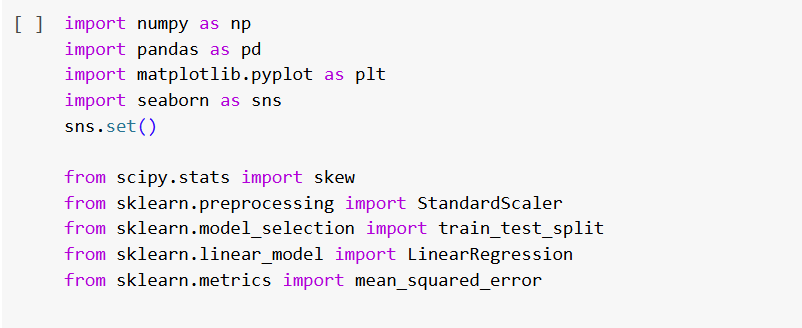 [ ] import numpy as np
import pandas as pd
import matplotlib.pyplot as plt
import seaborn as sns
sns.set()
from scipy.stats import skew
from sklearn.preprocessing import StandardScaler
from sklearn.model_selection import train_test_split
from sklearn.linear_model import LinearRegression
from sklearn.metrics import mean_squared_error